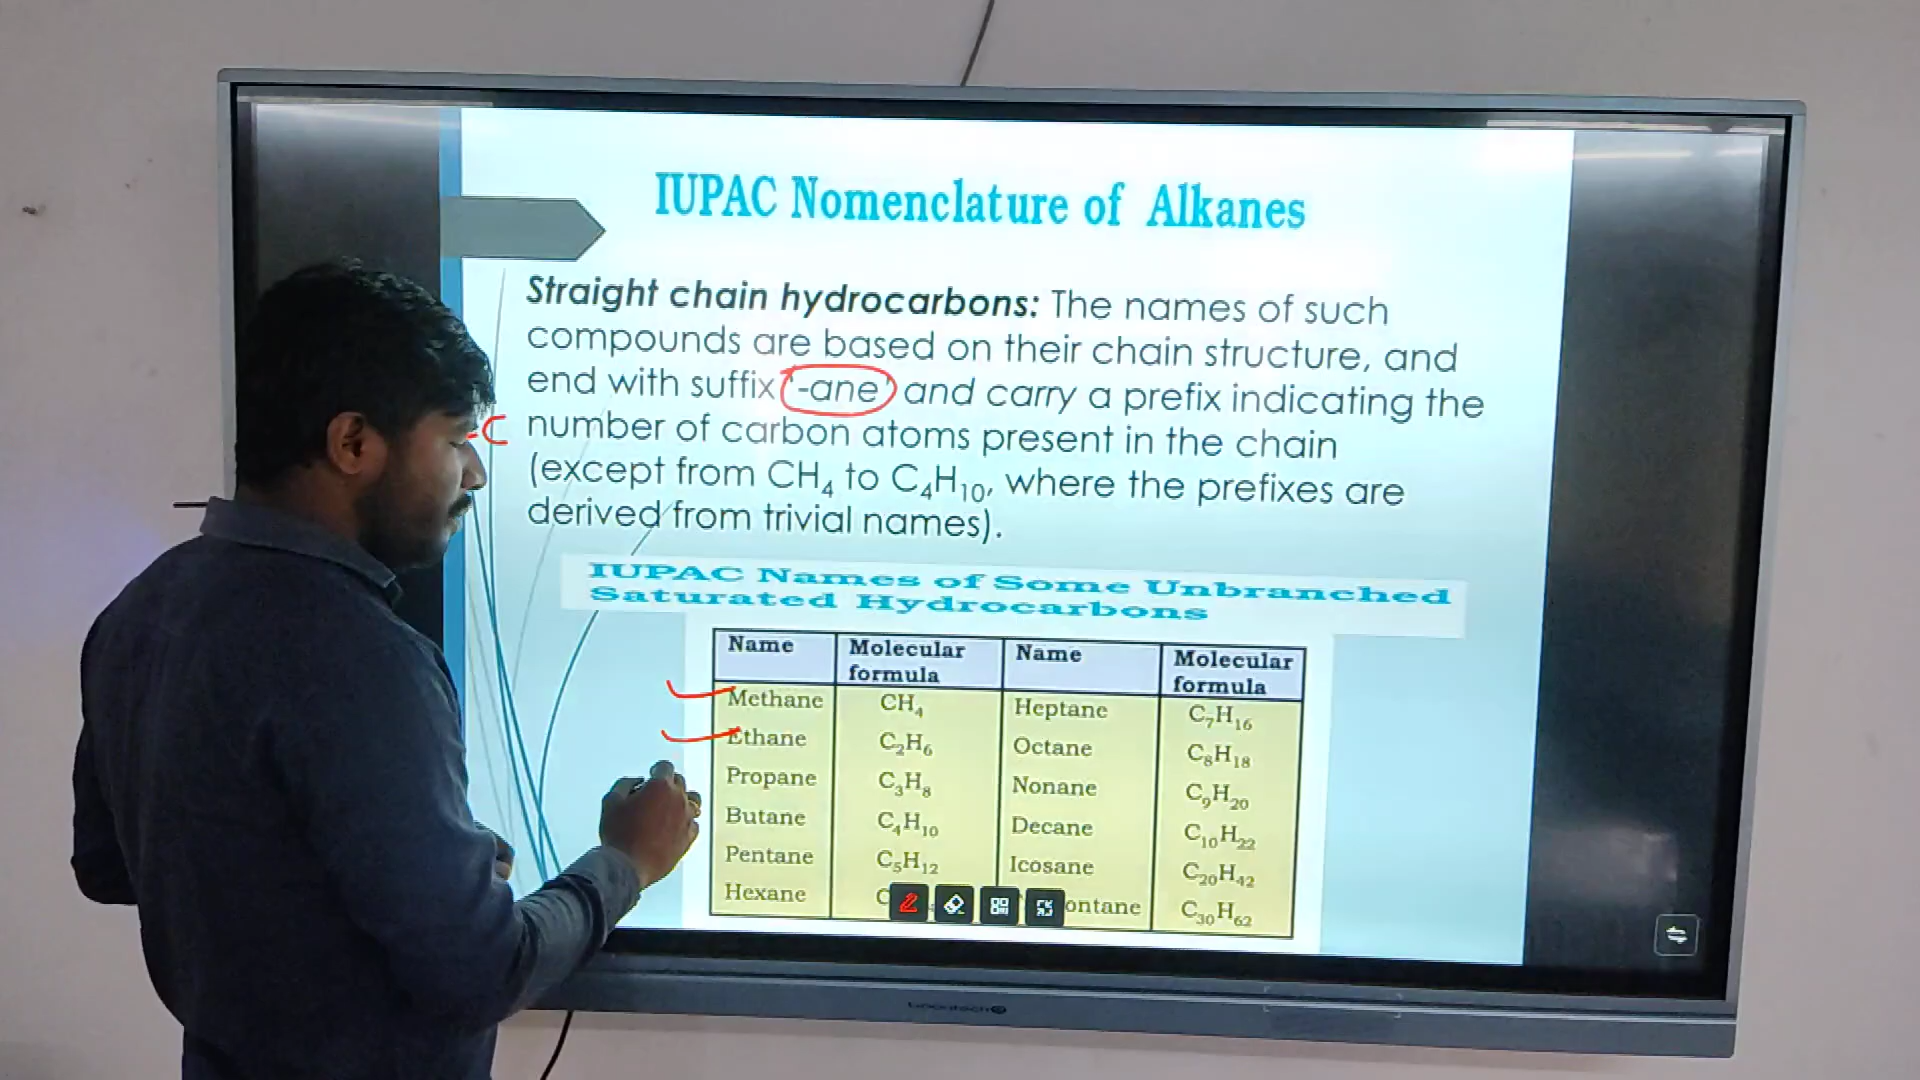 IUPAC Nomenclature of Alkanes
Straight chain hydrocarbons: The names of such
compounds are based on their chain structure, and
end with suffix '-ane' and carry a prefix indicating the
number of carbon atoms present in the chain
(except from CH₄ to C₄H₁₀, where the prefixes are
derived from trivial names).
-C
IUPAC Names of Some Unbranched
Saturated Hydrocarbons
Name Molecular formula Name Molecular formula
Methane CH₄ Heptane C₇H₁₆
Ethane C₂H₆ Octane C₈H₁₈
Propane C₃H₈ Nonane C₉H₂₀
Butane C₄H₁₀ Decane C₁₀H₂₂
Pentane C₅H₁₂ Icosane C₂₀H₄₂
Hexane C ontane C₃₀H₆₂